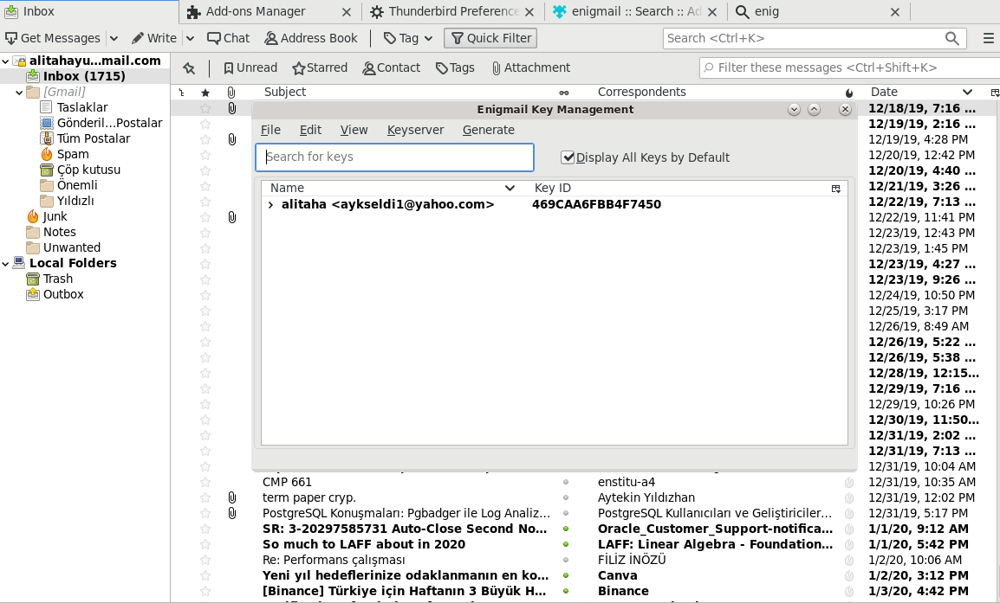 Inbox
Add-ons Manager
Thunderbird Preference
enigmail :: Search :: Ad
enig
Get Messages
Write
Chat
Address Book
Tag
Quick Filter
Search <Ctrl+K>
alitahayu...mail.com
Inbox (1715)
[Gmail]
Taslaklar
Gönderil...Postalar
Tüm Postalar
Spam
Çöp kutusu
Önemli
Yıldızlı
Junk
Notes
Unwanted
Local Folders
Trash
Outbox
Unread
Starred
Contact
Tags
Attachment
Filter these messages <Ctrl+Shift+K>
Subject Correspondents Date
Enigmail Key Management
File Edit View Keyserver Generate
Search for keys
Display All Keys by Default
Name Key ID
alitaha <aykseldi1@yahoo.com> 469CAA6FBB4F7450
12/18/19, 7:16 ...
12/19/19, 2:16 ...
12/19/19, 4:28 PM
12/20/19, 12:42 PM
12/20/19, 4:40 ...
12/21/19, 3:26 ...
12/22/19, 7:13 ...
12/22/19, 11:41 PM
12/23/19, 12:43 PM
12/23/19, 1:45 PM
12/23/19, 4:27 ...
12/23/19, 9:26 ...
12/24/19, 10:50 PM
12/25/19, 3:17 PM
12/26/19, 8:49 AM
12/26/19, 5:22 ...
12/26/19, 5:38 ...
12/28/19, 12:15...
12/29/19, 7:16 ...
12/29/19, 10:26 PM
12/30/19, 11:50...
12/31/19, 2:02 ...
12/31/19, 7:13 ...
12/31/19, 10:04 AM
CMP 661 enstitu-a4 12/31/19, 10:35 AM
term paper cryp. Aytekin Yıldızhan 12/31/19, 12:02 PM
PostgreSQL Konuşmaları: Pgbadger ile Log Analiz... PostgreSQL Kullanıcıları ve Geliştiriciler... 12/31/19, 5:17 PM
SR: 3-20297585731 Auto-Close Second No... Oracle_Customer_Support-notifica... 1/1/20, 9:12 AM
So much to LAFF about in 2020 LAFF: Linear Algebra - Foundation... 1/1/20, 5:42 PM
Re: Performans çalışması FİLİZ İNÖZÜ 1/2/20, 10:06 AM
Yeni yıl hedeflerinize odaklanmanın en ko... Canva 1/2/20, 3:12 PM
[Binance] Türkiye için Haftanın 3 Büyük H... Binance 1/3/20, 4:42 PM